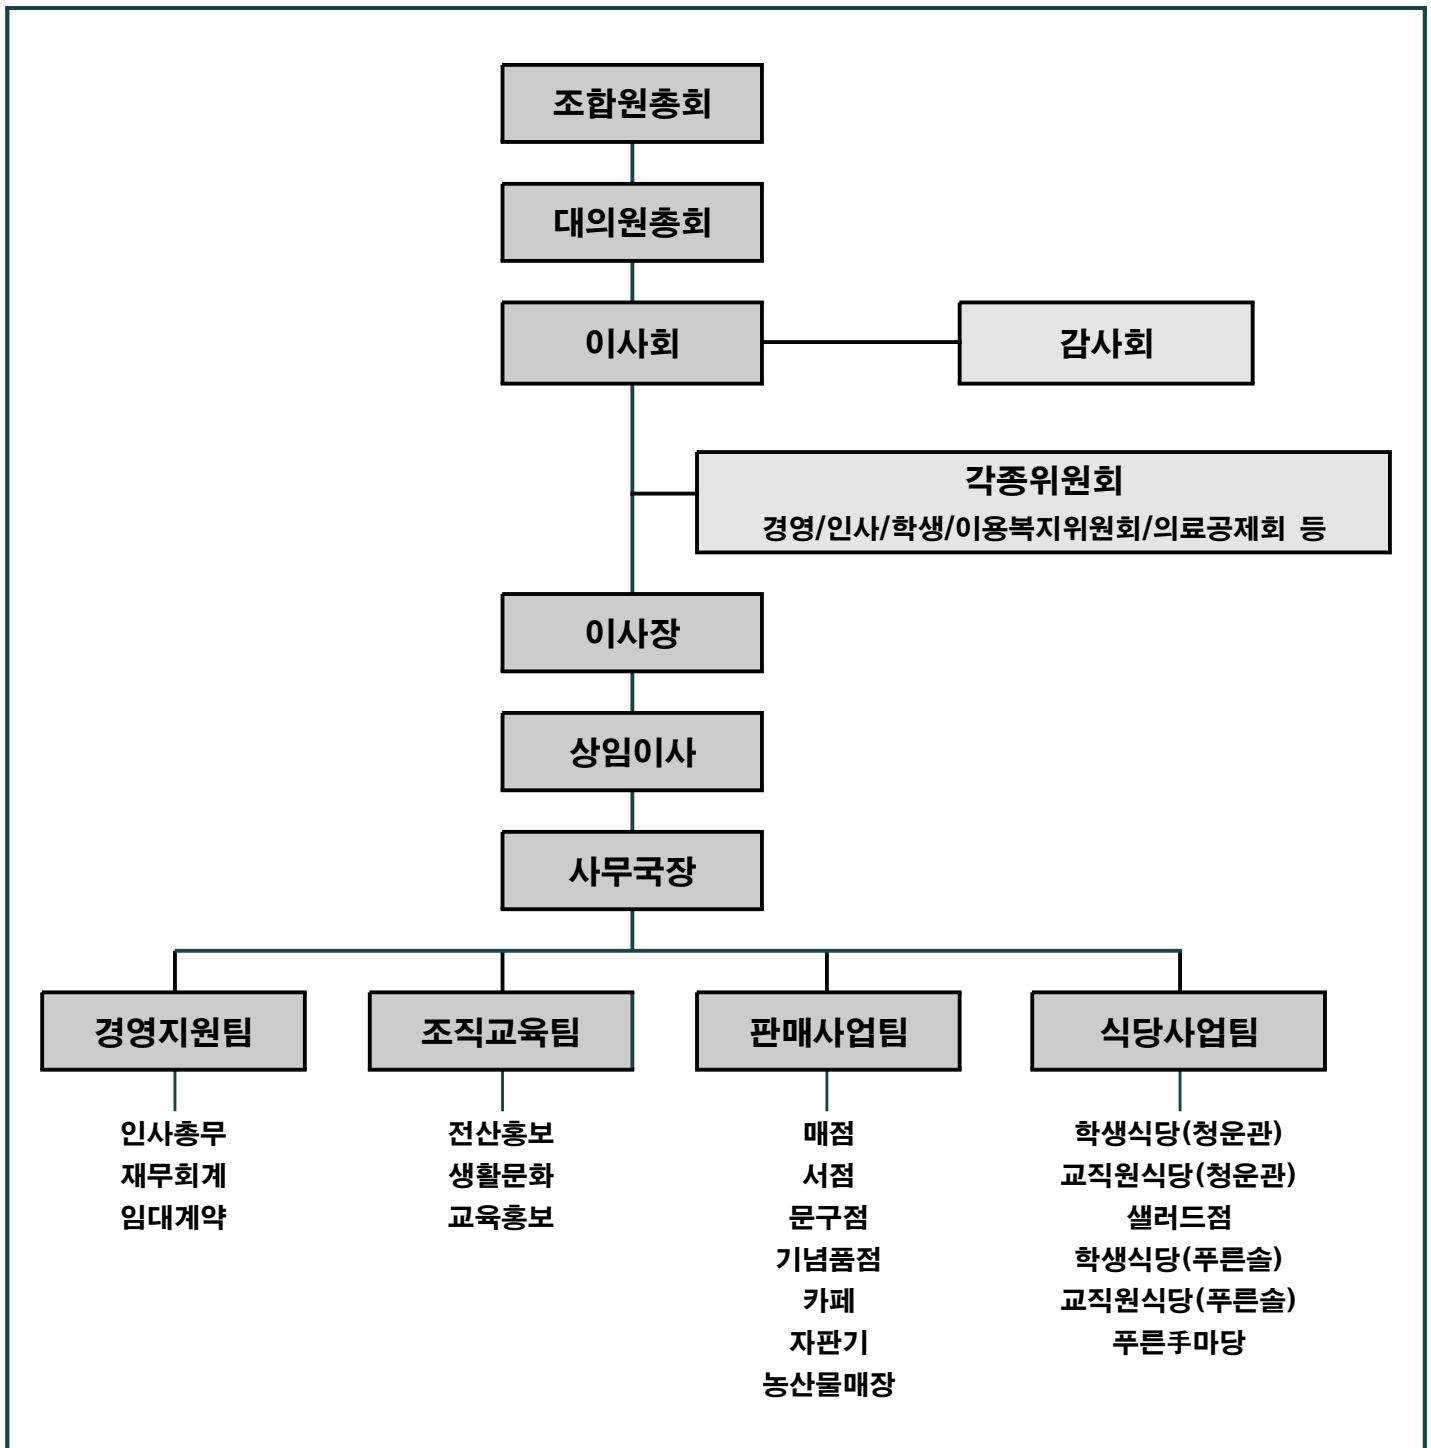 조합원총회
대의원총회
이사회
감사회
각종위원회
경영/인사/학생/이용복지위원회/의료공제회 등
이사장
상임이사
사무국장
경영지원팀
인사총무
재무회계
임대계약
조직교육팀
전산홍보
생활문화
교육홍보
판매사업팀
매점
서점
문구점
기념품점
카페
자판기
농산물매장
식당사업팀
학생식당(청운관)
교직원식당(청운관)
샐러드점
학생식당(푸른솔)
교직원식당(푸른솔)
푸른手마당